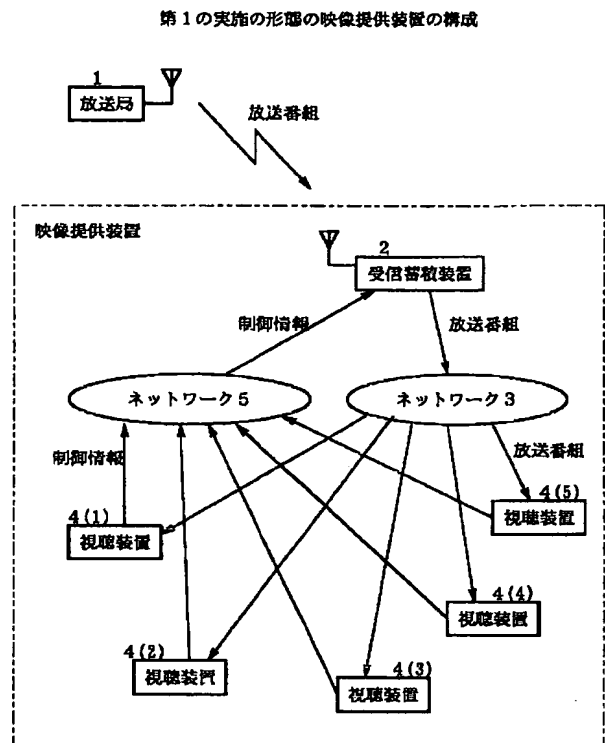 第１の実施の形態の映像提供装置の構成
1
放送局
放送番組
映像提供装置
2
受信蓄積装置
制御情報
放送番組
ネットワーク５
ネットワーク３
制御情報
放送番組
4(1)
視聴装置
4(5)
視聴装置
4(4)
視聴装置
4(2)
視聴装置
4(3)
視聴装置